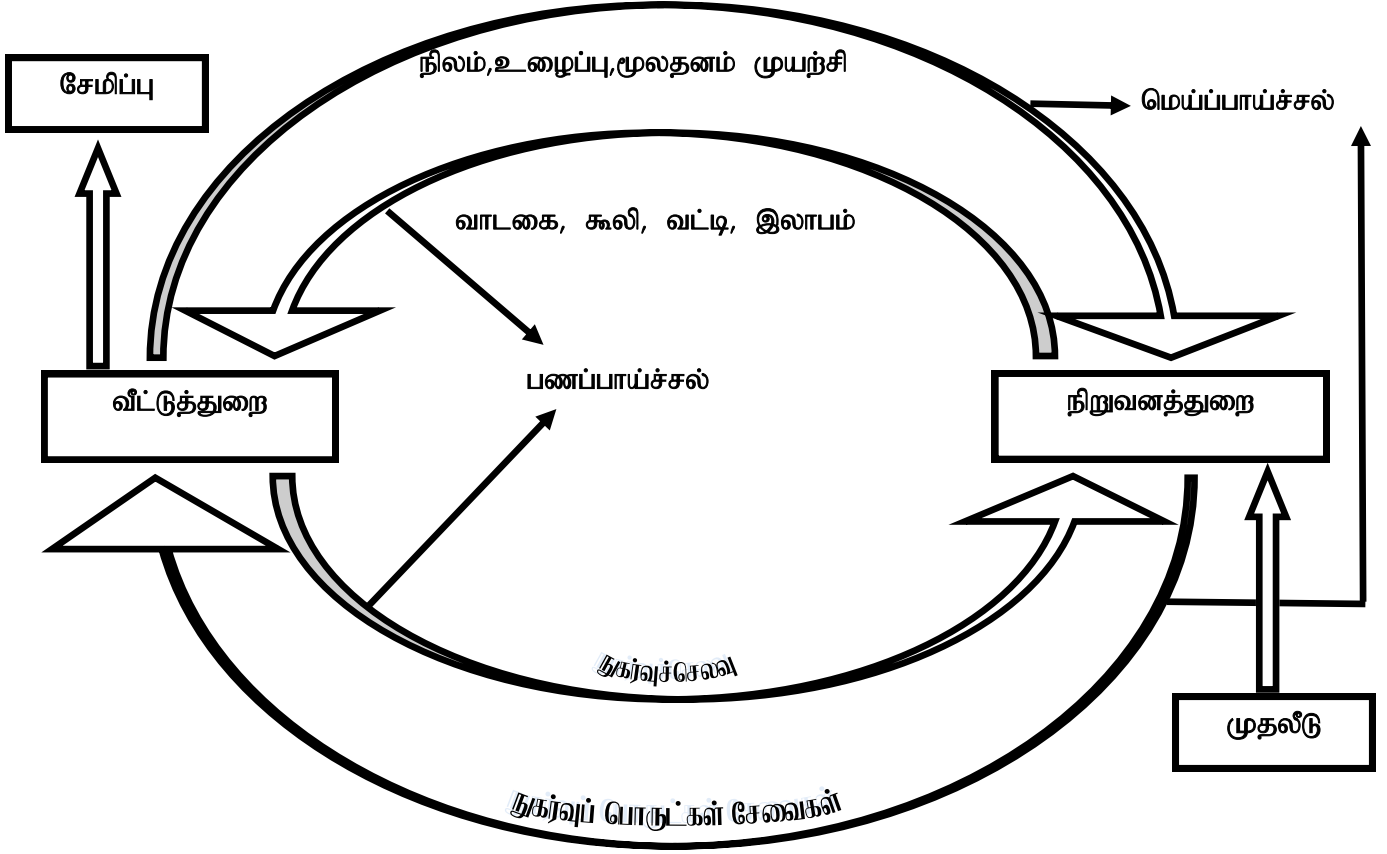 நிலம்,உழைப்பு,மூலதனம் முயற்சி
சேமிப்பு
மெய்ப்பாய்ச்சல்
வாடகை, கூலி, வட்டி, இலாபம்
பணப்பாய்ச்சல்
வீட்டுத்துறை
நிறுவனத்துறை
நுகர்வுச்செலவு
முதலீடு
நுகர்வுப் பொருட்கள் சேவைகள்